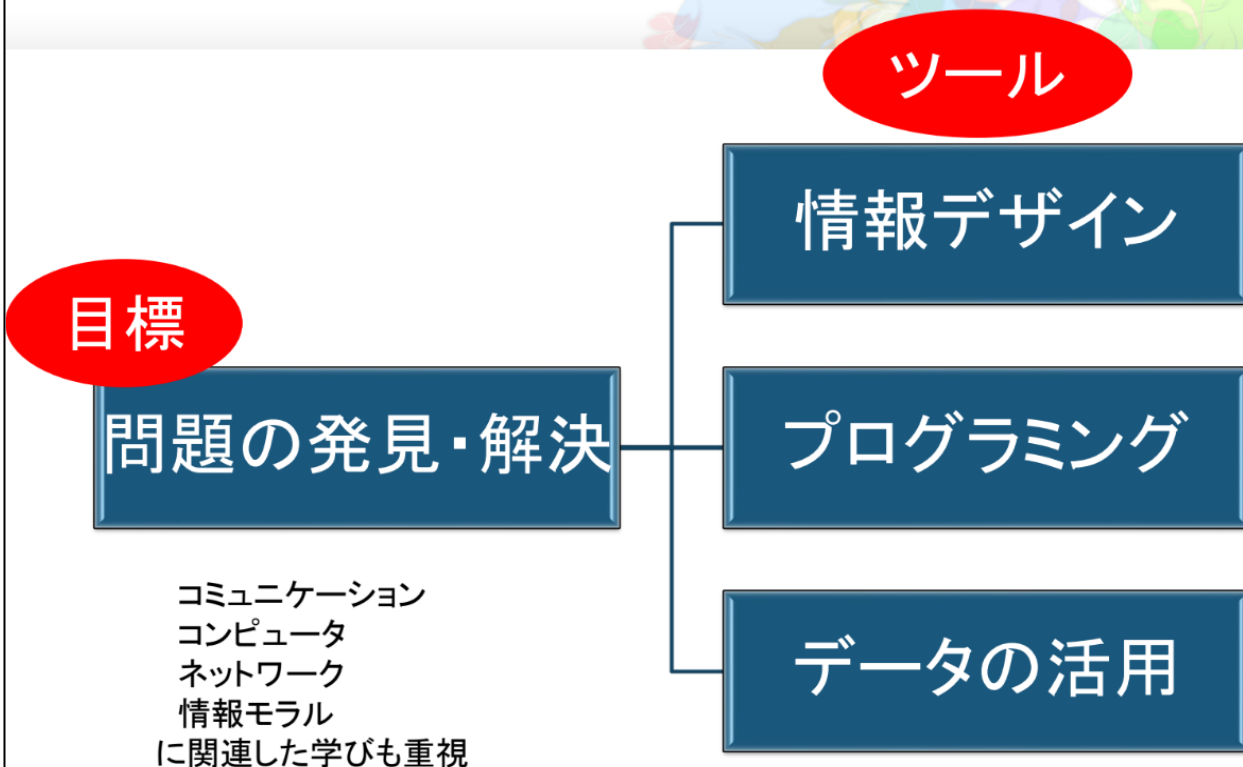 ツール
情報デザイン
目標
問題の発見・解決
プログラミング
データの活用
コミュニケーション
コンピュータ
ネットワーク
情報モラル
に関連した学びも重視